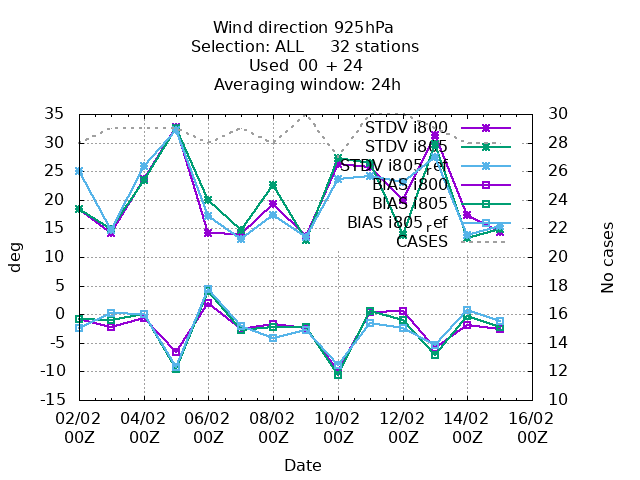 Wind direction 925hPa
Selection: ALL 32 stations
Used 00 + 24
Averaging window: 24h
35
30
25
20
15
10
5
0
-5
-10
-15
30
28
26
24
22
20
18
16
14
12
10
deg
No cases
STDV i800
STDV i805
STDV i805_ref
BIAS i800
BIAS i805
BIAS i805_ref
CASES
02/02 04/02 06/02 08/02 10/02 12/02 14/02 16/02
00Z 00Z 00Z 00Z 00Z 00Z 00Z 00Z
Date